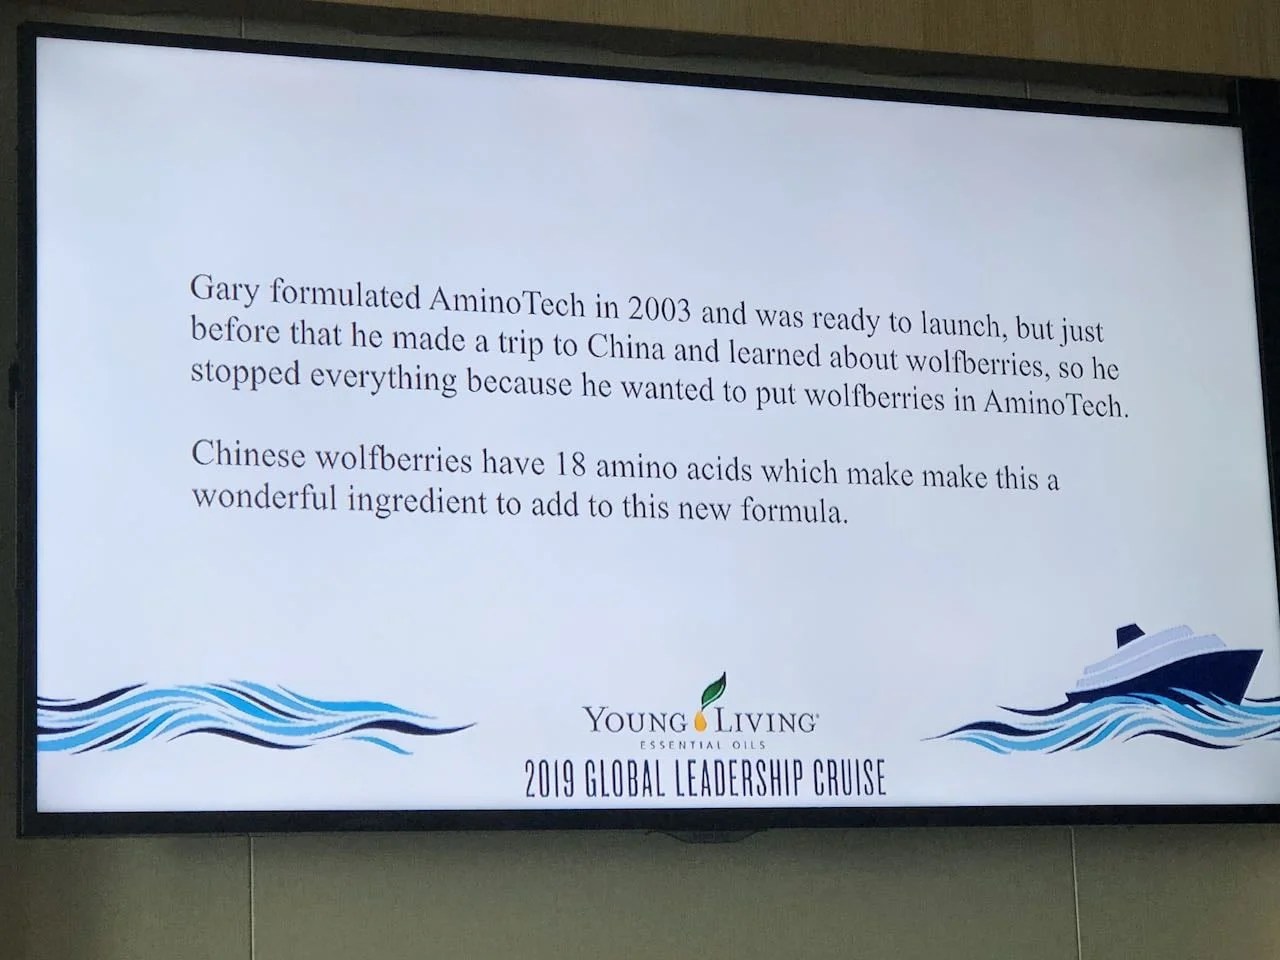 Gary formulated AminoTech in 2003 and was ready to launch, but just
before that he made a trip to China and learned about wolfberries, so he
stopped everything because he wanted to put wolfberries in AminoTech.
Chinese wolfberries have 18 amino acids which make make this a
wonderful ingredient to add to this new formula.
YOUNG LIVING
ESSENTIAL OILS
2019 GLOBAL LEADERSHIP CRUISE